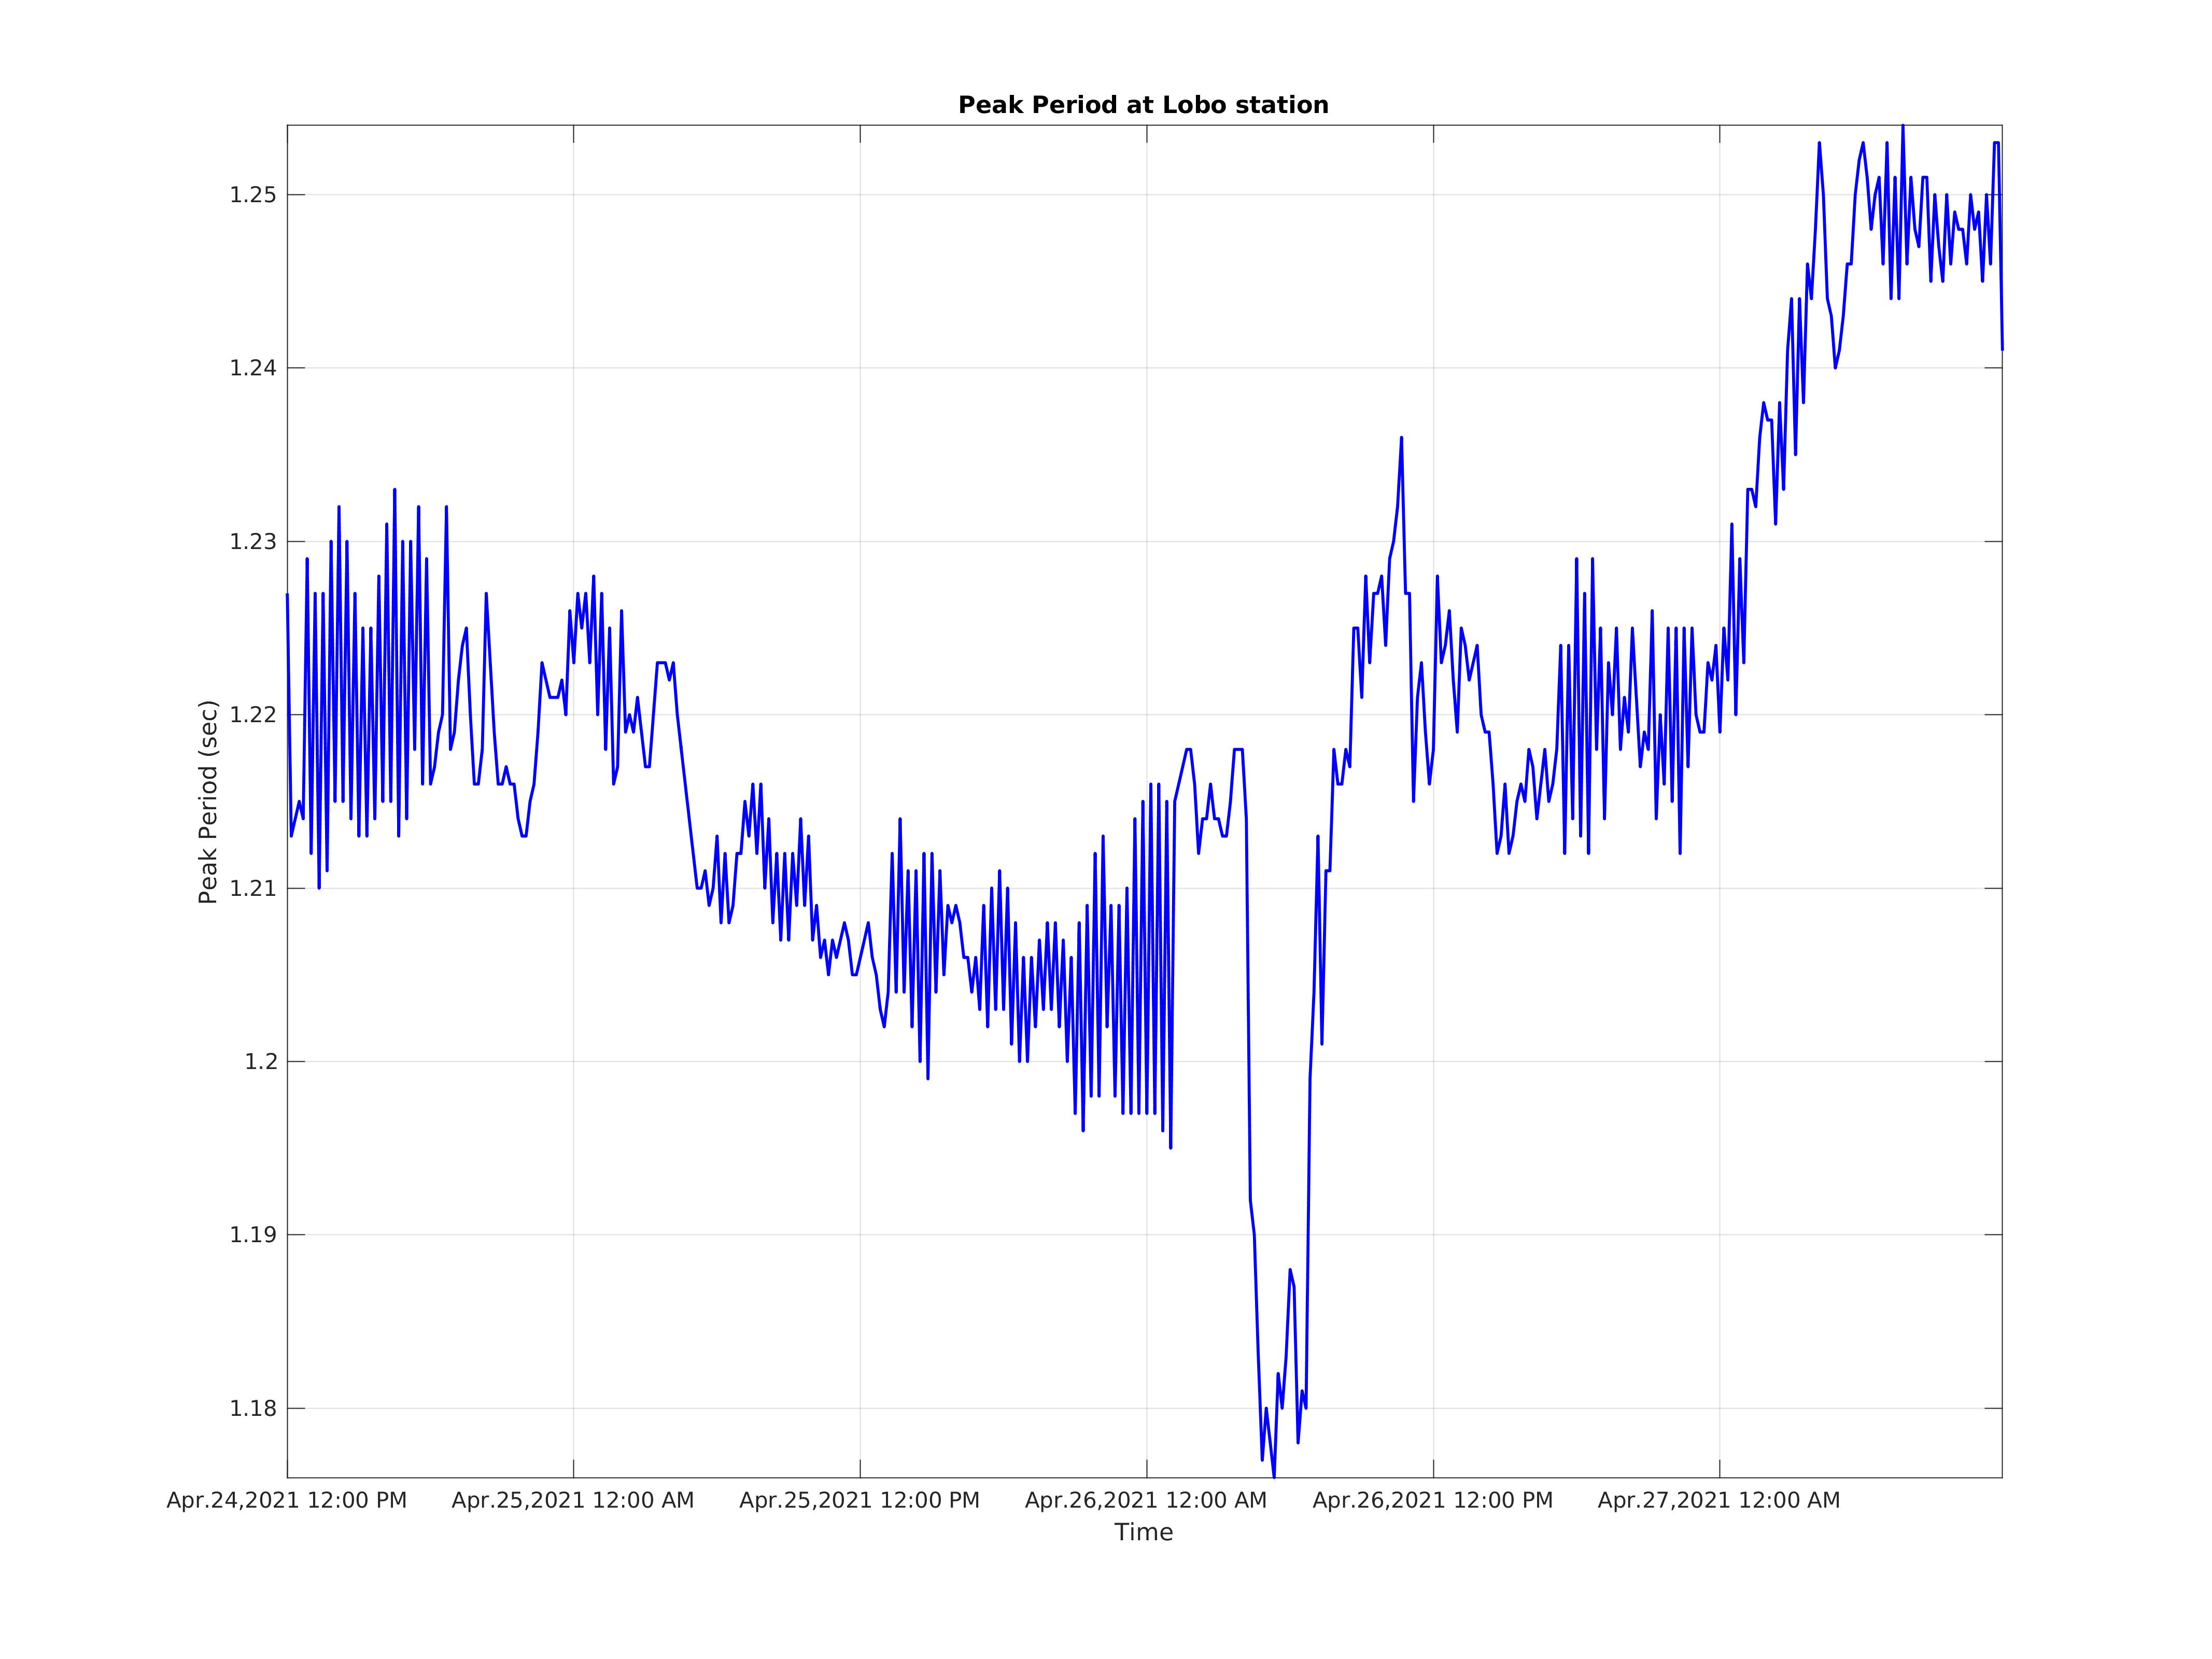 Peak Period at Lobo station
Peak Period (sec)
1.25
1.24
1.23
1.22
1.21
1.2
1.19
1.18
Apr.24,2021 12:00 PM Apr.25,2021 12:00 AM Apr.25,2021 12:00 PM Apr.26,2021 12:00 AM Apr.26,2021 12:00 PM Apr.27,2021 12:00 AM
Time